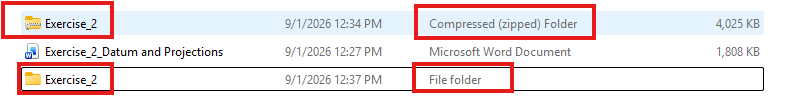 Exercise_2 9/1/2026 12:34 PM Compressed (zipped) Folder 4,025 KB
Exercise_2_Datum and Projections 9/1/2026 12:34 PM Microsoft Word Document 1,808 KB
Exercise_2 9/1/2026 12:37 PM File folder